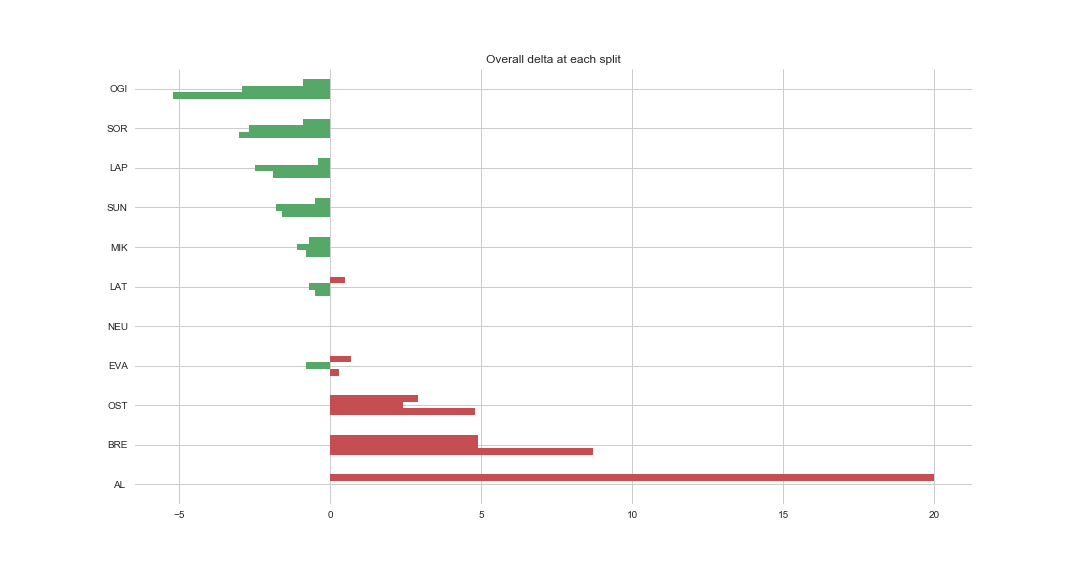 Overall delta at each split
OGI
SOR
LAP
SUN
MIK
LAT
NEU
EVA
OST
BRE
AL
−5 0 5 10 15 20